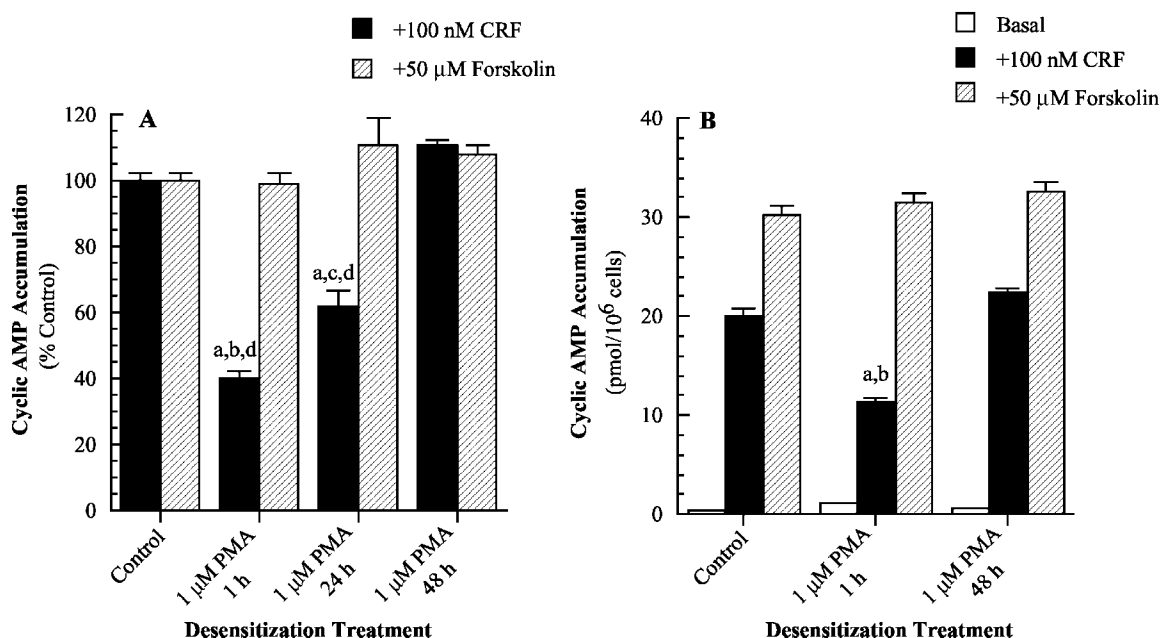 +100 nM CRF
+50 µM Forskolin
A
Cyclic AMP Accumulation
(% Control)
120
100
80
60
40
20
0
a,b,d
a,c,d
Control
1 µM PMA
1 h
1 µM PMA
24 h
1 µM PMA
48 h
Desensitization Treatment
Basal
+100 nM CRF
+50 µM Forskolin
B
Cyclic AMP Accumulation
(pmol/10⁶ cells)
40
30
20
10
0
a,b
Control
1 µM PMA
1 h
1 µM PMA
48 h
Desensitization Treatment